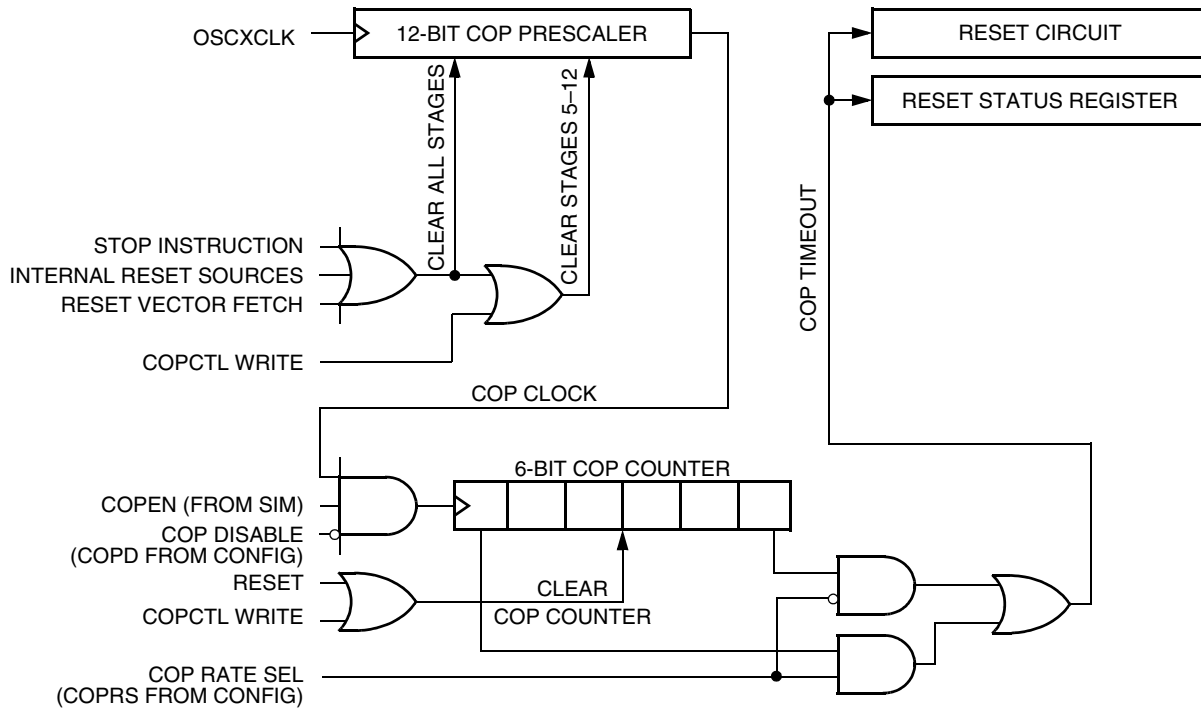 OSCXCLK
12-BIT COP PRESCALER
RESET CIRCUIT
RESET STATUS REGISTER
CLEAR ALL STAGES
CLEAR STAGES 5–12
COP TIMEOUT
STOP INSTRUCTION
INTERNAL RESET SOURCES
RESET VECTOR FETCH
COPCTL WRITE
COP CLOCK
6-BIT COP COUNTER
COPEN (FROM SIM)
COP DISABLE
(COPD FROM CONFIG)
RESET
COPCTL WRITE
CLEAR
COP COUNTER
COP RATE SEL
(COPRS FROM CONFIG)